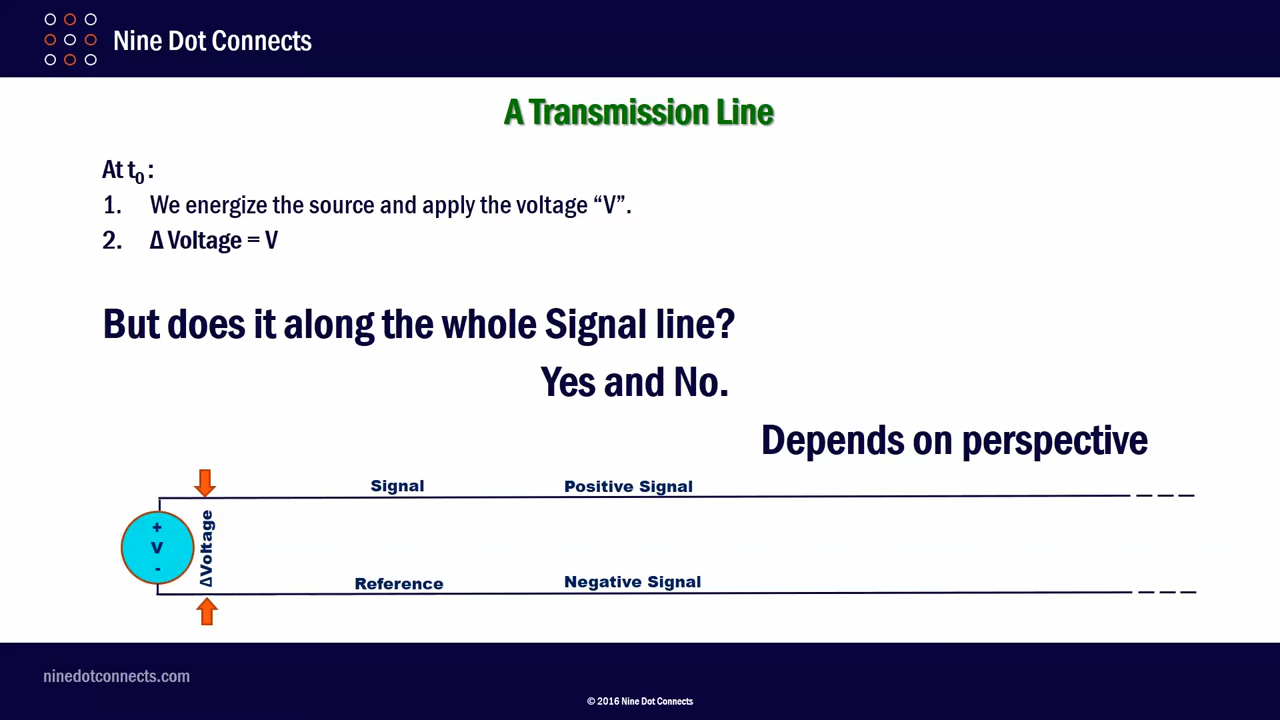 Nine Dot Connects
A Transmission Line
At t0 :
1. We energize the source and apply the voltage “V”.
2. Δ Voltage = V
But does it along the whole Signal line?
Yes and No.
Depends on perspective
Signal Positive Signal
+
V
-
ΔVoltage
Reference Negative Signal
ninedotconnects.com
© 2016 Nine Dot Connects